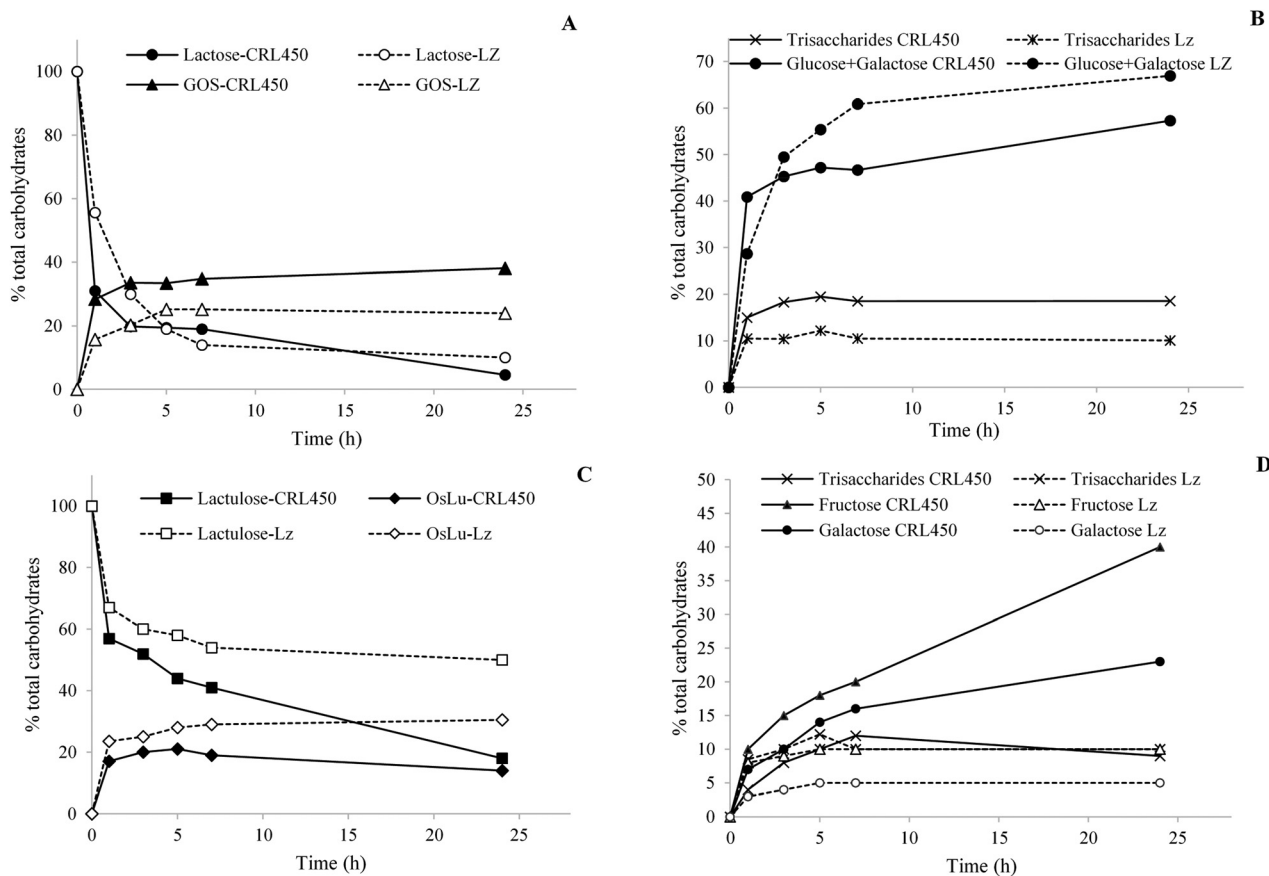 A
Lactose-CRL450 Lactose-LZ
GOS-CRL450 GOS-LZ
% total carbohydrates
100
80
60
40
20
0
0 5 10 15 20 25
Time (h)
B
Trisaccharides CRL450 Trisaccharides Lz
Glucose+Galactose CRL450 Glucose+Galactose LZ
% total carbohydrates
70
60
50
40
30
20
10
0
0 5 10 15 20 25
Time (h)
C
Lactulose-CRL450 OsLu-CRL450
Lactulose-Lz OsLu-Lz
% total carbohydrates
100
80
60
40
20
0
0 5 10 15 20 25
Time (h)
D
Trisaccharides CRL450 Trisaccharides Lz
Fructose CRL450 Fructose Lz
Galactose CRL450 Galactose Lz
% total carbohydrates
50
45
40
35
30
25
20
15
10
5
0
0 5 10 15 20 25
Time (h)